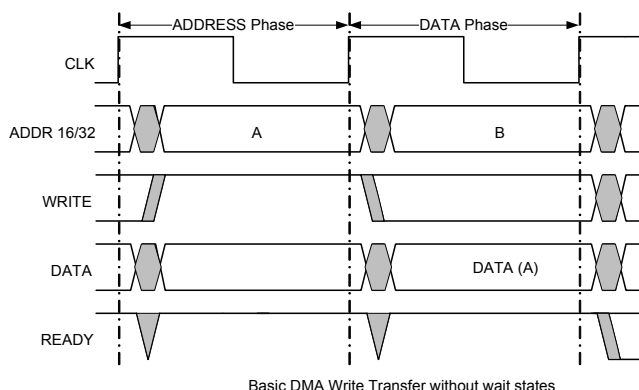 ADDRESS Phase DATA Phase
CLK
ADDR 16/32 A B
WRITE
DATA DATA (A)
READY
Basic DMA Write Transfer without wait states